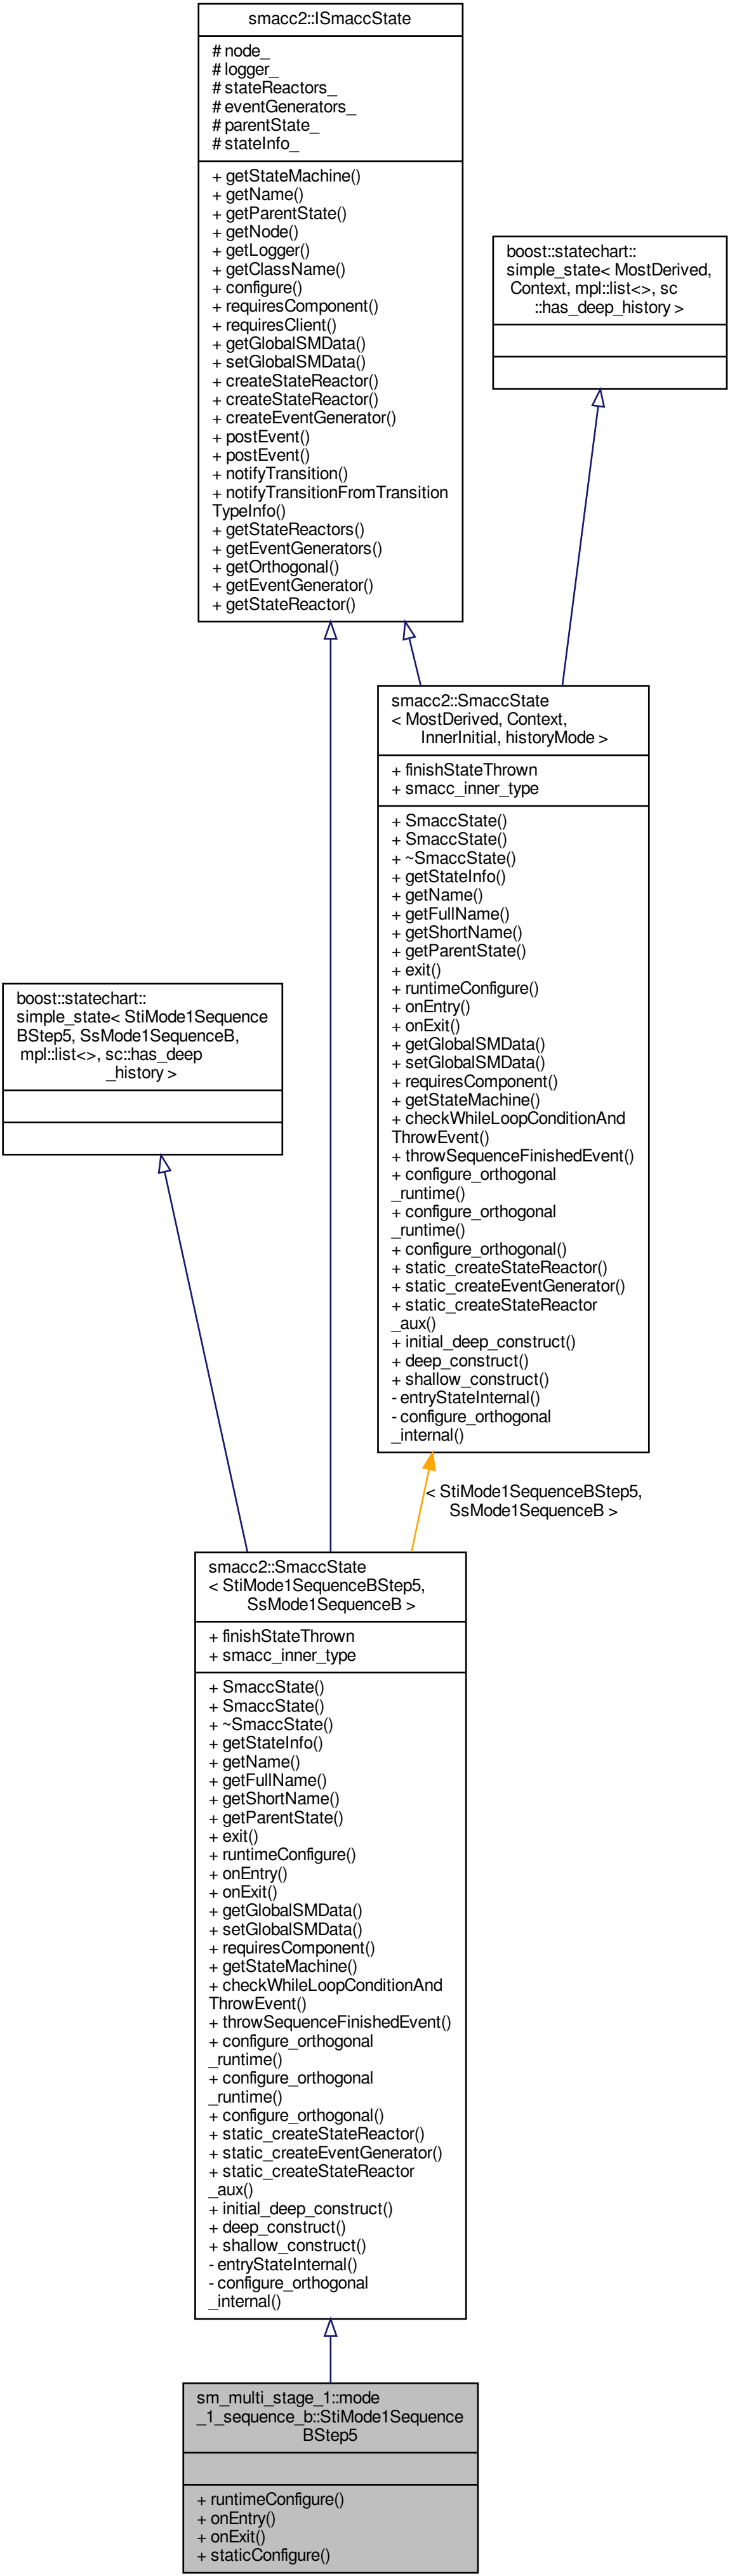 smacc2::ISmaccState
# node_
# logger_
# stateReactors_
# eventGenerators_
# parentState_
# stateInfo_
+ getStateMachine()
+ getName()
+ getParentState()
+ getNode()
+ getLogger()
+ getClassName()
+ configure()
+ requiresComponent()
+ requiresClient()
+ getGlobalSMData()
+ setGlobalSMData()
+ createStateReactor()
+ createStateReactor()
+ createEventGenerator()
+ postEvent()
+ postEvent()
+ notifyTransition()
+ notifyTransitionFromTransition
TypeInfo()
+ getStateReactors()
+ getEventGenerators()
+ getOrthogonal()
+ getEventGenerator()
+ getStateReactor()
boost::statechart::
simple_state< MostDerived,
Context, mpl::list<>, sc
::has_deep_history >
smacc2::SmaccState
< MostDerived, Context,
InnerInitial, historyMode >
+ finishStateThrown
+ smacc_inner_type
+ SmaccState()
+ SmaccState()
+ ~SmaccState()
+ getStateInfo()
+ getName()
+ getFullName()
+ getShortName()
+ getParentState()
+ exit()
+ runtimeConfigure()
+ onEntry()
+ onExit()
+ getGlobalSMData()
+ setGlobalSMData()
+ requiresComponent()
+ getStateMachine()
+ checkWhileLoopConditionAnd
ThrowEvent()
+ throwSequenceFinishedEvent()
+ configure_orthogonal
_runtime()
+ configure_orthogonal
_runtime()
+ configure_orthogonal()
+ static_createStateReactor()
+ static_createEventGenerator()
+ static_createStateReactor
_aux()
+ initial_deep_construct()
+ deep_construct()
+ shallow_construct()
- entryStateInternal()
- configure_orthogonal
_internal()
boost::statechart::
simple_state< StiMode1Sequence
BStep5, SsMode1SequenceB,
mpl::list<>, sc::has_deep
_history >
< StiMode1SequenceBStep5,
SsMode1SequenceB >
smacc2::SmaccState
< StiMode1SequenceBStep5,
SsMode1SequenceB >
+ finishStateThrown
+ smacc_inner_type
+ SmaccState()
+ SmaccState()
+ ~SmaccState()
+ getStateInfo()
+ getName()
+ getFullName()
+ getShortName()
+ getParentState()
+ exit()
+ runtimeConfigure()
+ onEntry()
+ onExit()
+ getGlobalSMData()
+ setGlobalSMData()
+ requiresComponent()
+ getStateMachine()
+ checkWhileLoopConditionAnd
ThrowEvent()
+ throwSequenceFinishedEvent()
+ configure_orthogonal
_runtime()
+ configure_orthogonal
_runtime()
+ configure_orthogonal()
+ static_createStateReactor()
+ static_createEventGenerator()
+ static_createStateReactor
_aux()
+ initial_deep_construct()
+ deep_construct()
+ shallow_construct()
- entryStateInternal()
- configure_orthogonal
_internal()
sm_multi_stage_1::mode
_1_sequence_b::StiMode1Sequence
BStep5
+ runtimeConfigure()
+ onEntry()
+ onExit()
+ staticConfigure()